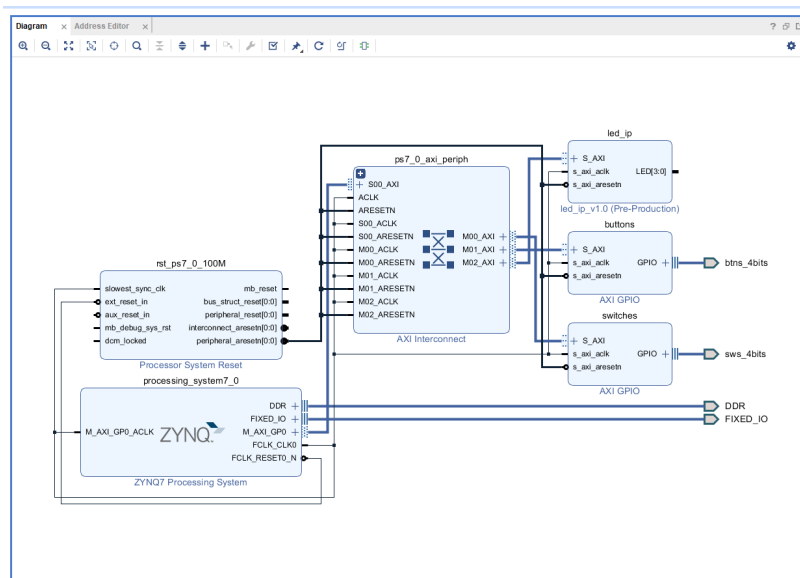 Diagram × Address Editor ×
led_ip
S_AXI
s_axi_aclk LED[3:0]
s_axi_aresetn
led_ip_v1.0 (Pre-Production)
ps7_0_axi_periph
S00_AXI
ACLK
ARESETN
S00_ACLK
S00_ARESETN M00_AXI
M00_ACLK M01_AXI
M00_ARESETN M02_AXI
M01_ACLK
M01_ARESETN
M02_ACLK
M02_ARESETN
AXI Interconnect
buttons
S_AXI
s_axi_aclk GPIO btns_4bits
s_axi_aresetn
AXI GPIO
rst_ps7_0_100M
slowest_sync_clk mb_reset
ext_reset_in bus_struct_reset[0:0]
aux_reset_in peripheral_reset[0:0]
mb_debug_sys_rst interconnect_aresetn[0:0]
dcm_locked peripheral_aresetn[0:0]
Processor System Reset
switches
S_AXI
s_axi_aclk GPIO sws_4bits
s_axi_aresetn
AXI GPIO
processing_system7_0
DDR DDR
FIXED_IO FIXED_IO
M_AXI_GP0_ACLK ZYNQ M_AXI_GP0
FCLK_CLK0
FCLK_RESET0_N
ZYNQ7 Processing System